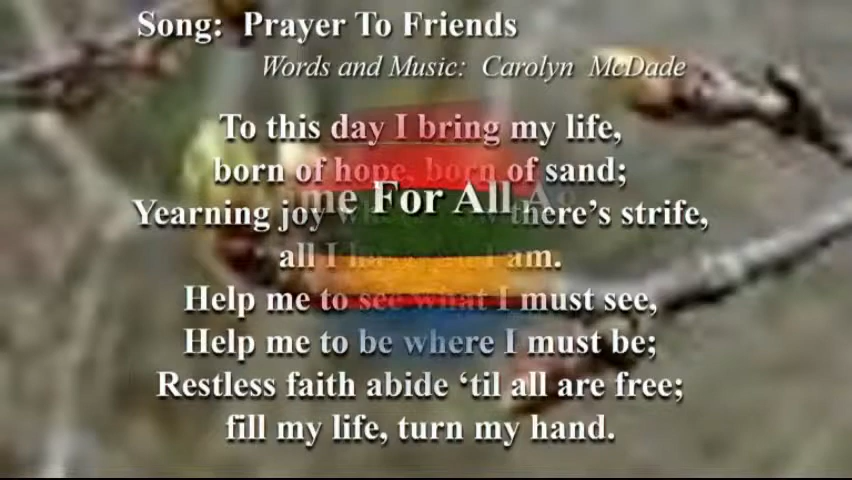 Song: Prayer To Friends
Words and Music: Carolyn McDade
To this day I bring my life,
born of hope, born of sand;
me For All A
Yearning joy there's strife,
all I am.
Help me to see what I must see,
Help me to be where I must be;
Restless faith abide ‘til all are free;
fill my life, turn my hand.